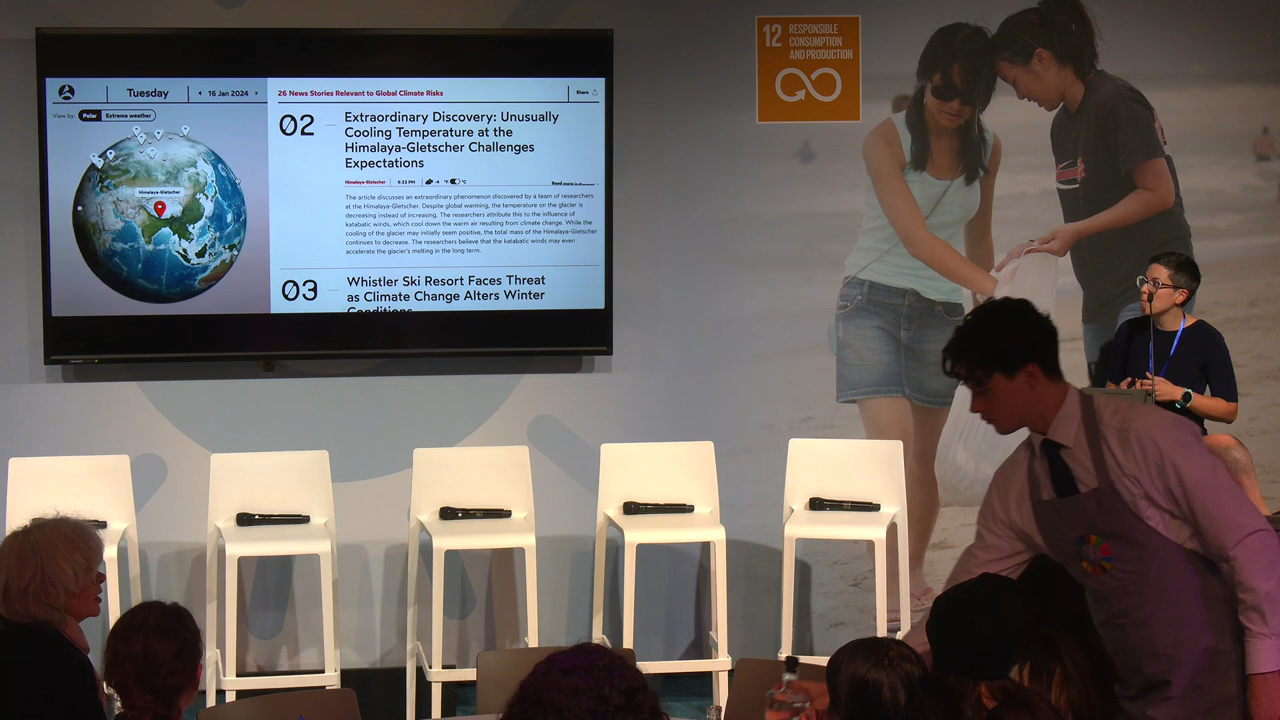 Tuesday
16 Jan 2024
View by:
Polar
Extreme weather
Himalaya-Gletscher
26 News Stories Relevant to Global Climate Risks
Share
02
Extraordinary Discovery: Unusually
Cooling Temperature at the
Himalaya-Gletscher Challenges
Expectations
Himalaya-Gletscher
9:33 PM
-4
°F
°C
The article discusses an extraordinary phenomenon discovered by a team of researchers
at the Himalaya-Gletscher. Despite global warming, the temperature on the glacier is
decreasing instead of increasing. The researchers attribute this to the influence of
katabatic winds, which cool down the warm air resulting from climate change. While the
cooling of the glacier may initially seem positive, the total mass of the Himalaya-Gletscher
continues to decrease. The researchers believe that the katabatic winds may even
accelerate the glacier's melting in the long term.
03
Whistler Ski Resort Faces Threat
as Climate Change Alters Winter
Conditions
12 RESPONSIBLE
CONSUMPTION
AND PRODUCTION